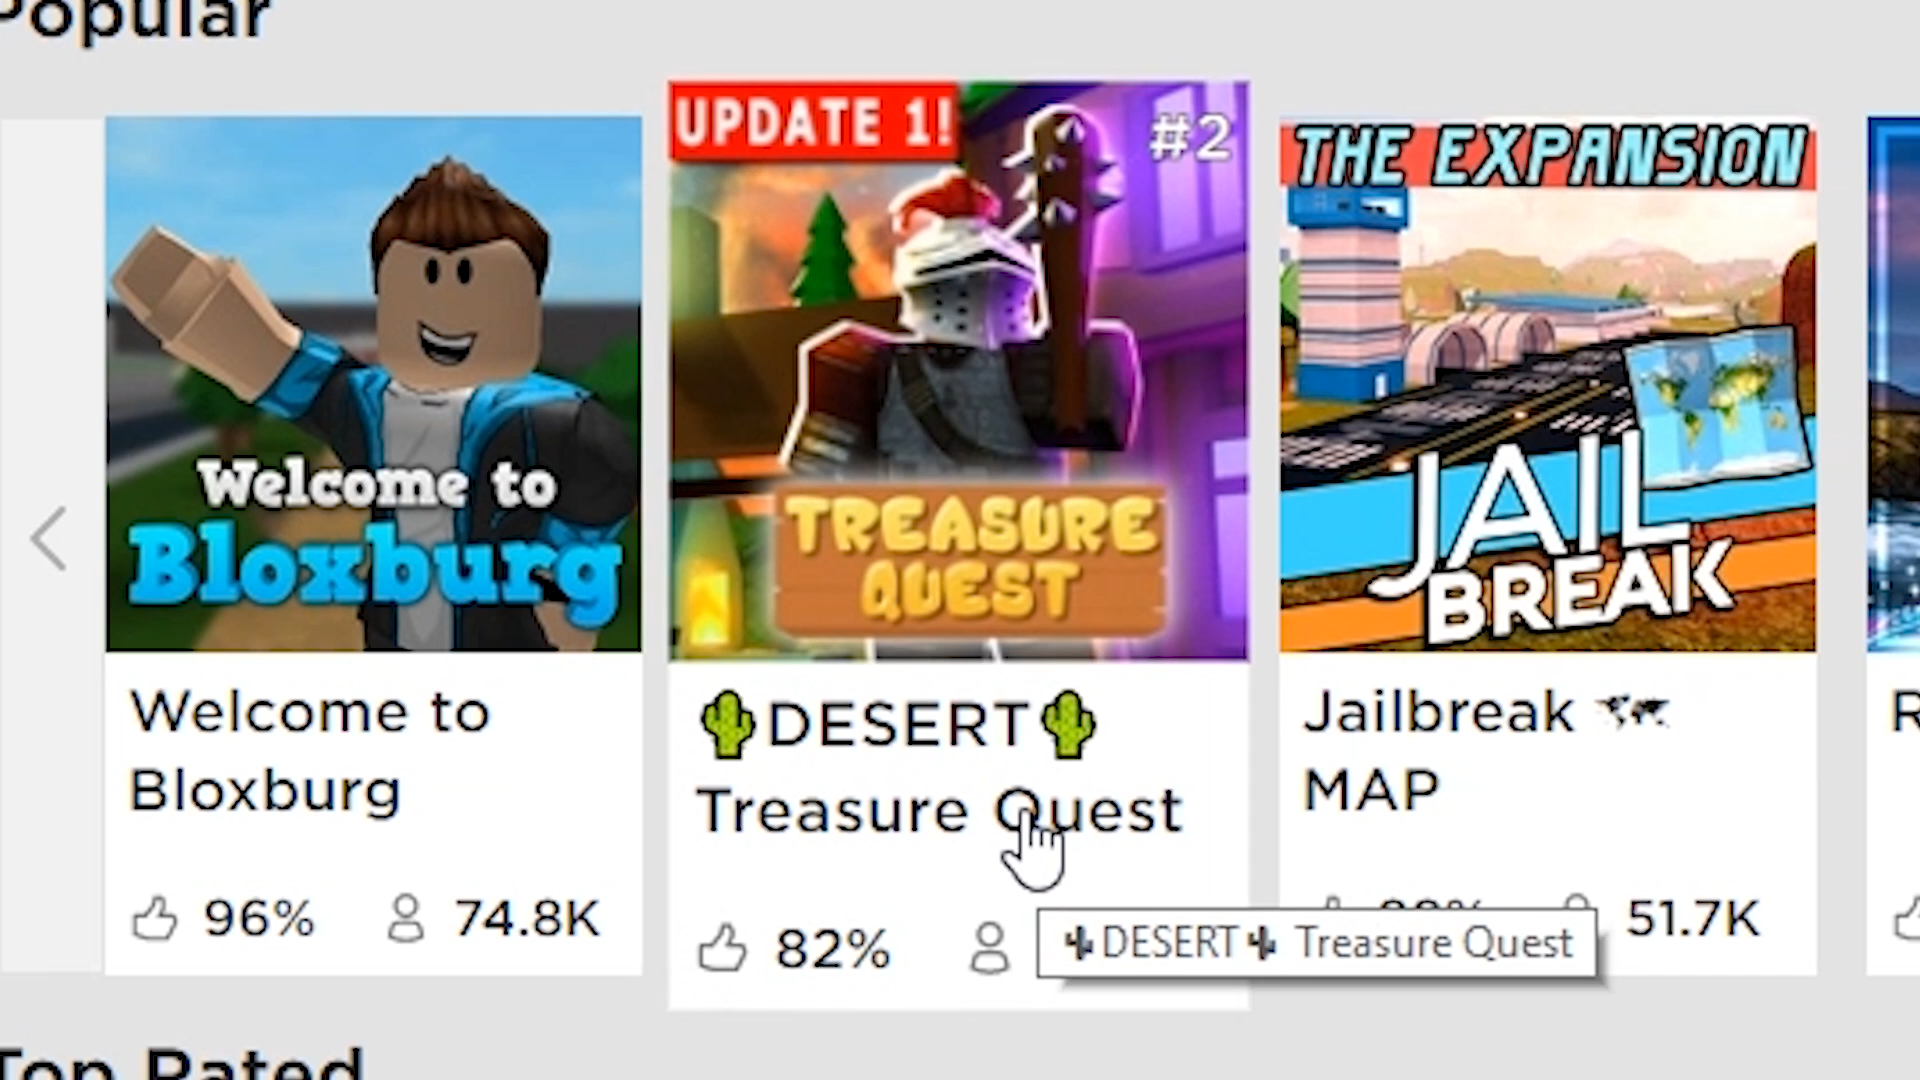 Popular
UPDATE 1!
#2
THE EXPANSION
Welcome to
Bloxburg
TREASURE
QUEST
JAIL
BREAK
Welcome to
Bloxburg
🌵DESERT🌵
Treasure Quest
Jailbreak 🗺
MAP
R
96%
74.8K
82%
51.7K
🌵DESERT🌵 Treasure Quest
Top Rated